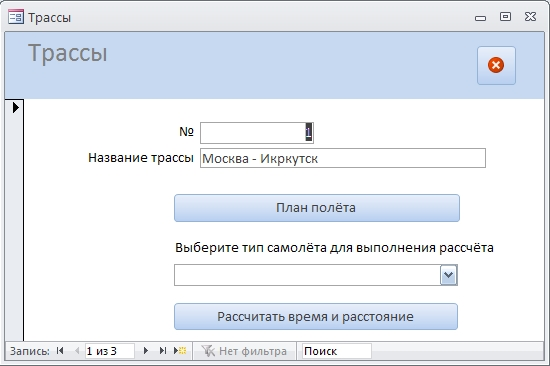 Трассы
Трассы
№ 1
Название трассы Москва - Икркутск
План полёта
Выберите тип самолёта для выполнения рассчёта
Рассчитать время и расстояние
Запись: 1 из 3 Нет фильтра Поиск